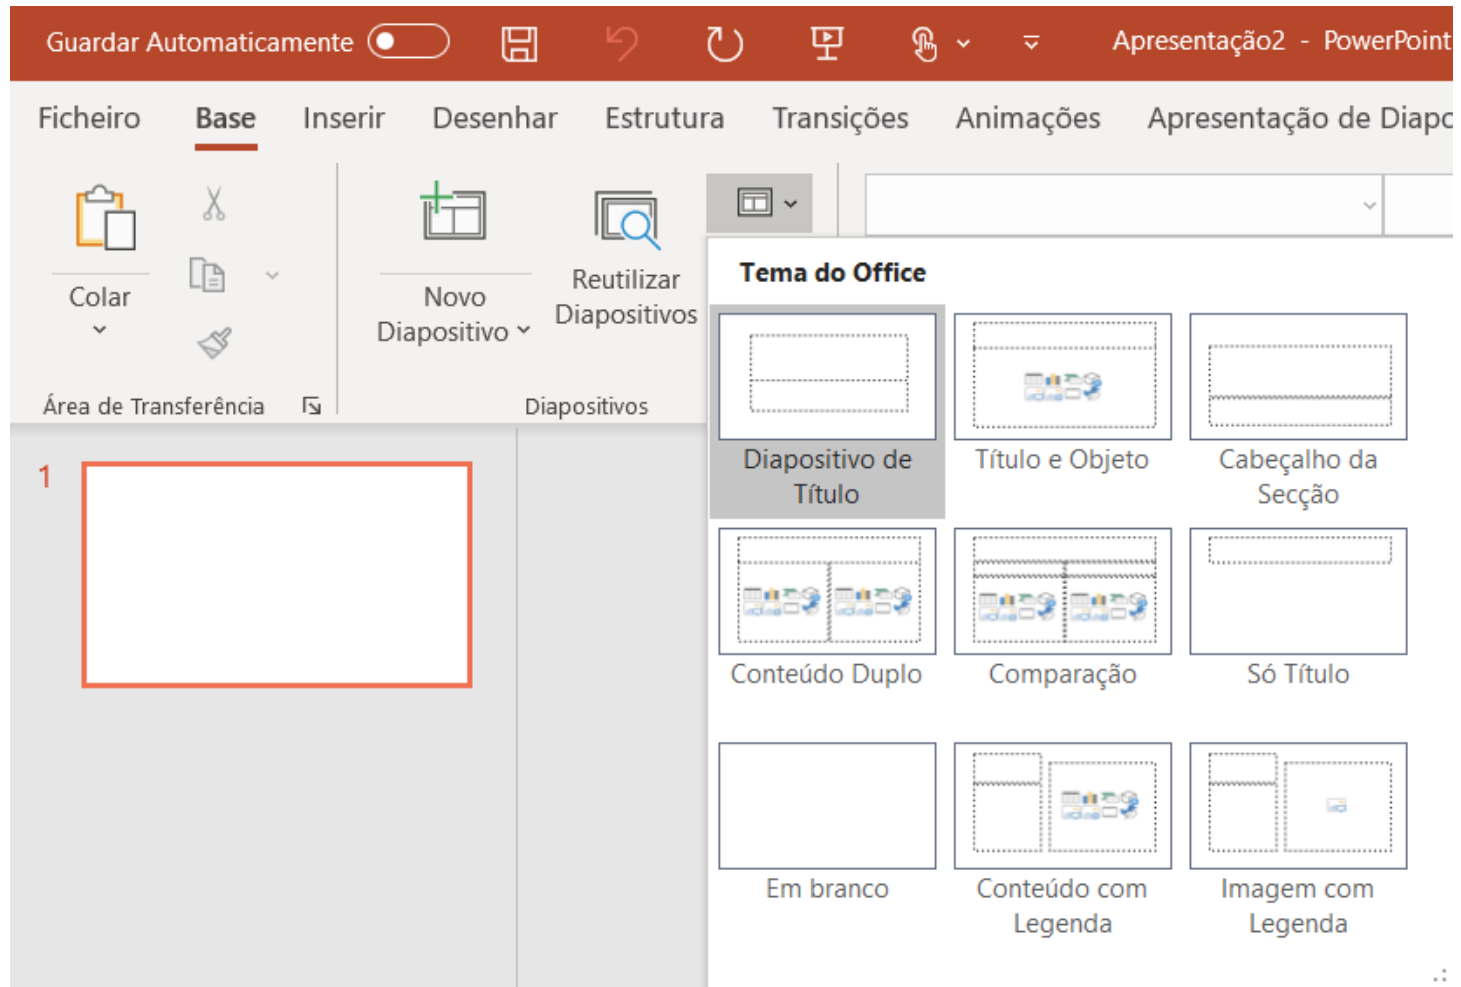 Guardar Automaticamente
Apresentação2 - PowerPoint
Ficheiro Base Inserir Desenhar Estrutura Transições Animações Apresentação de Diapo
Colar
Novo
Diapositivo
Reutilizar
Diapositivos
Área de Transferência
Diapositivos
Tema do Office
Diapositivo de
Título
Título e Objeto
Cabeçalho da
Secção
Conteúdo Duplo
Comparação
Só Título
Em branco
Conteúdo com
Legenda
Imagem com
Legenda
1